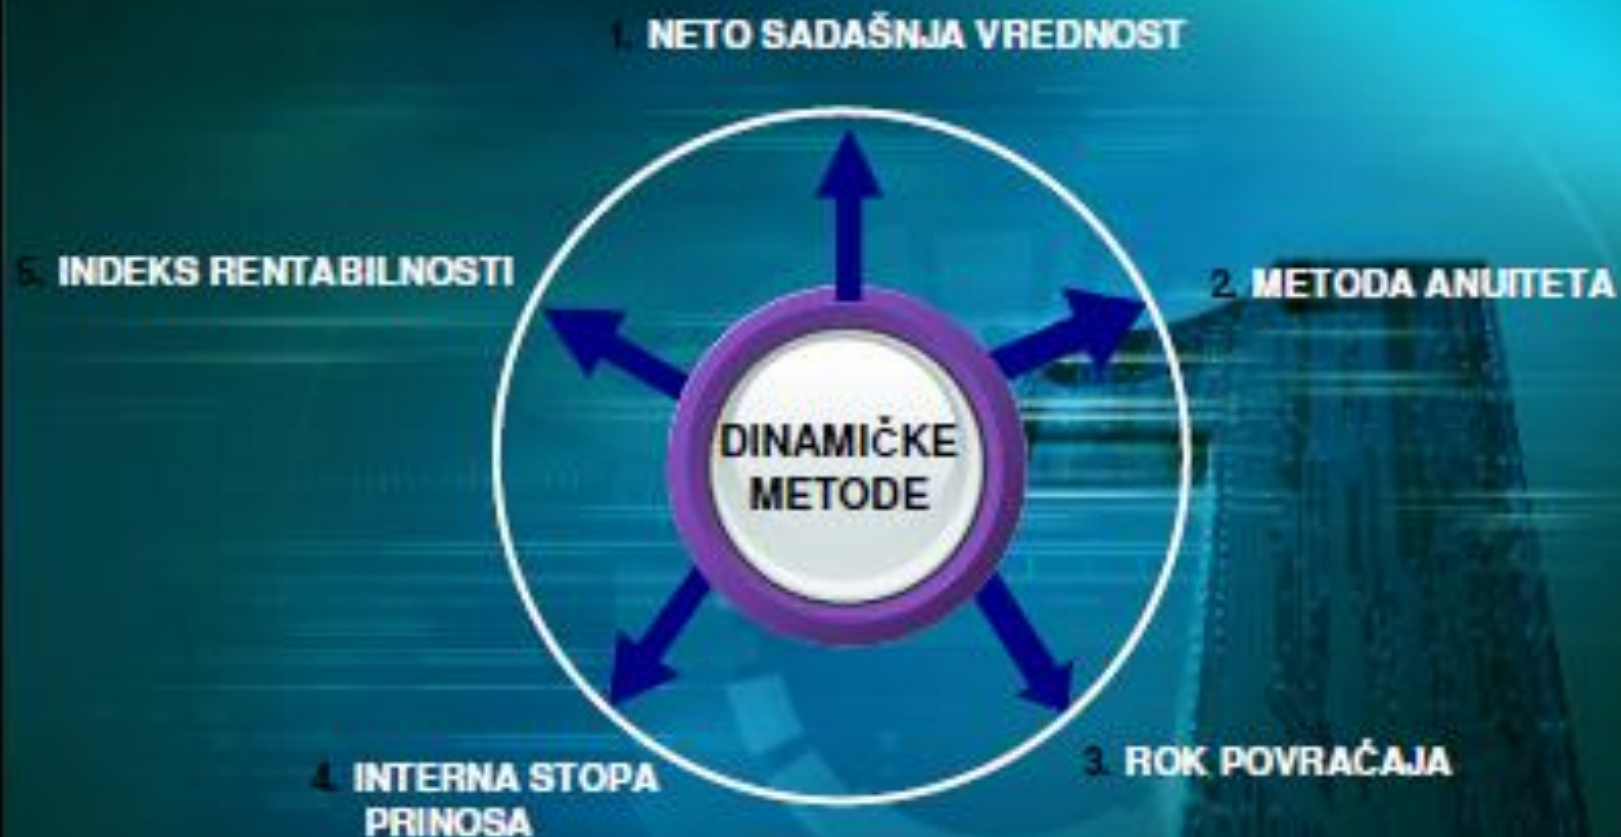 1. NETO SADAŠNJA VREDNOST
2. METODA ANUITETA
3. ROK POVRAĆAJA
4. INTERNA STOPA
PRINOSA
5. INDEKS RENTABILNOSTI
DINAMIČKE
METODE